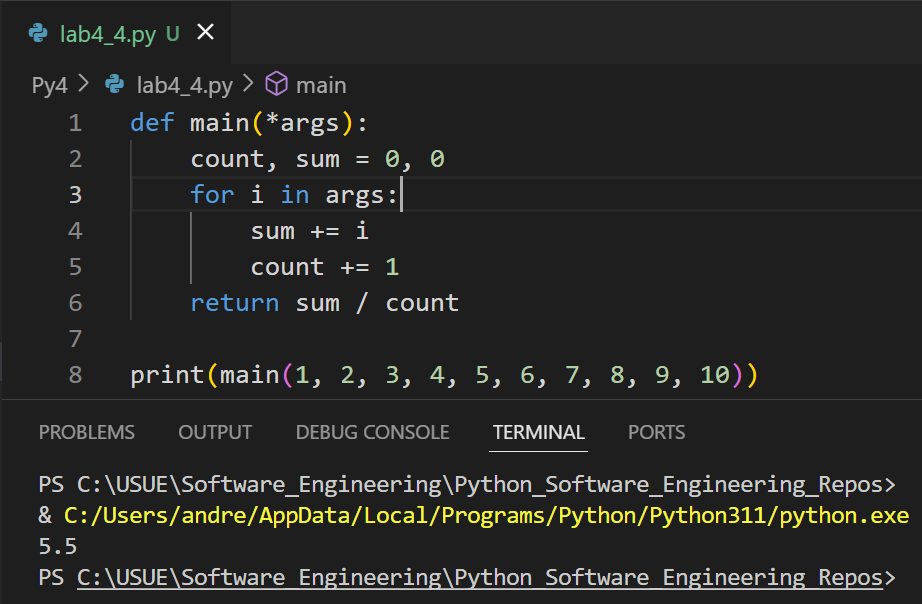 lab4_4.py U
Py4 > lab4_4.py > main
1 def main(*args):
2     count, sum = 0, 0
3     for i in args:
4         sum += i
5         count += 1
6     return sum / count
7
8 print(main(1, 2, 3, 4, 5, 6, 7, 8, 9, 10))
PROBLEMS OUTPUT DEBUG CONSOLE TERMINAL PORTS
PS C:\USUE\Software_Engineering\Python_Software_Engineering_Repos>
& C:/Users/andre/AppData/Local/Programs/Python/Python311/python.exe
5.5
PS C:\USUE\Software_Engineering\Python_Software_Engineering_Repos>